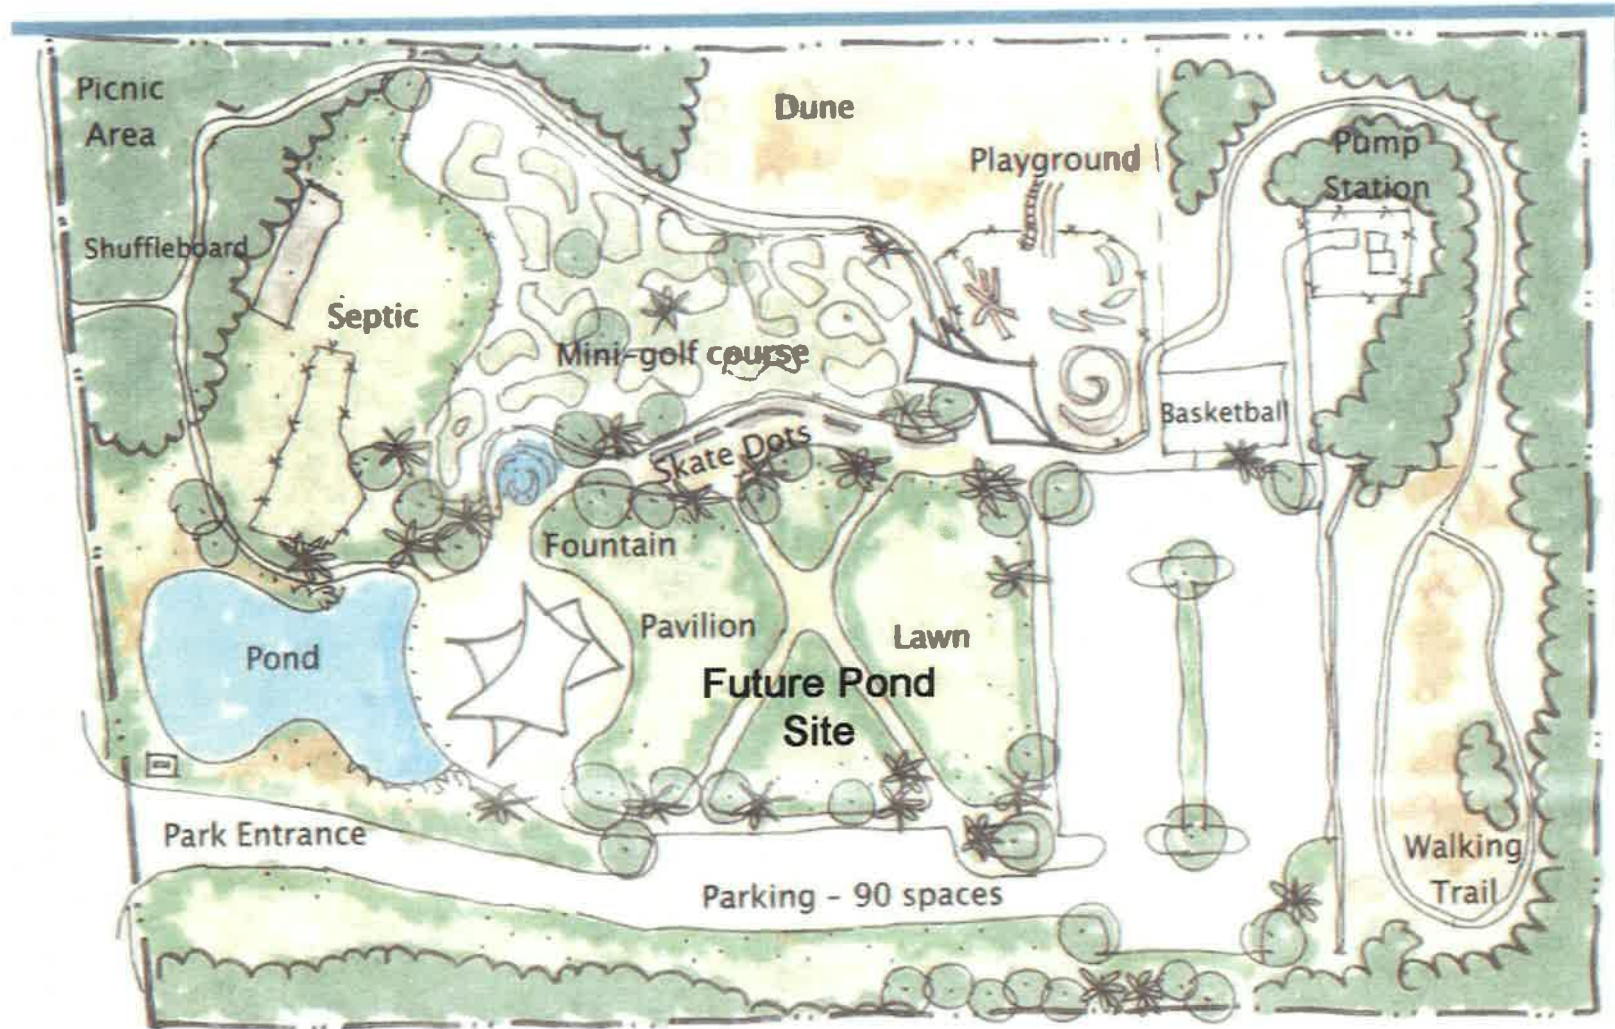 Picnic
Area
Dune
Playground
Pump
Station
Shuffleboard
Septic
Mini-golf course
Basketball
Skate Dots
Fountain
Pavilion
Lawn
Pond
Future Pond
Site
Park Entrance
Walking
Trail
Parking - 90 spaces